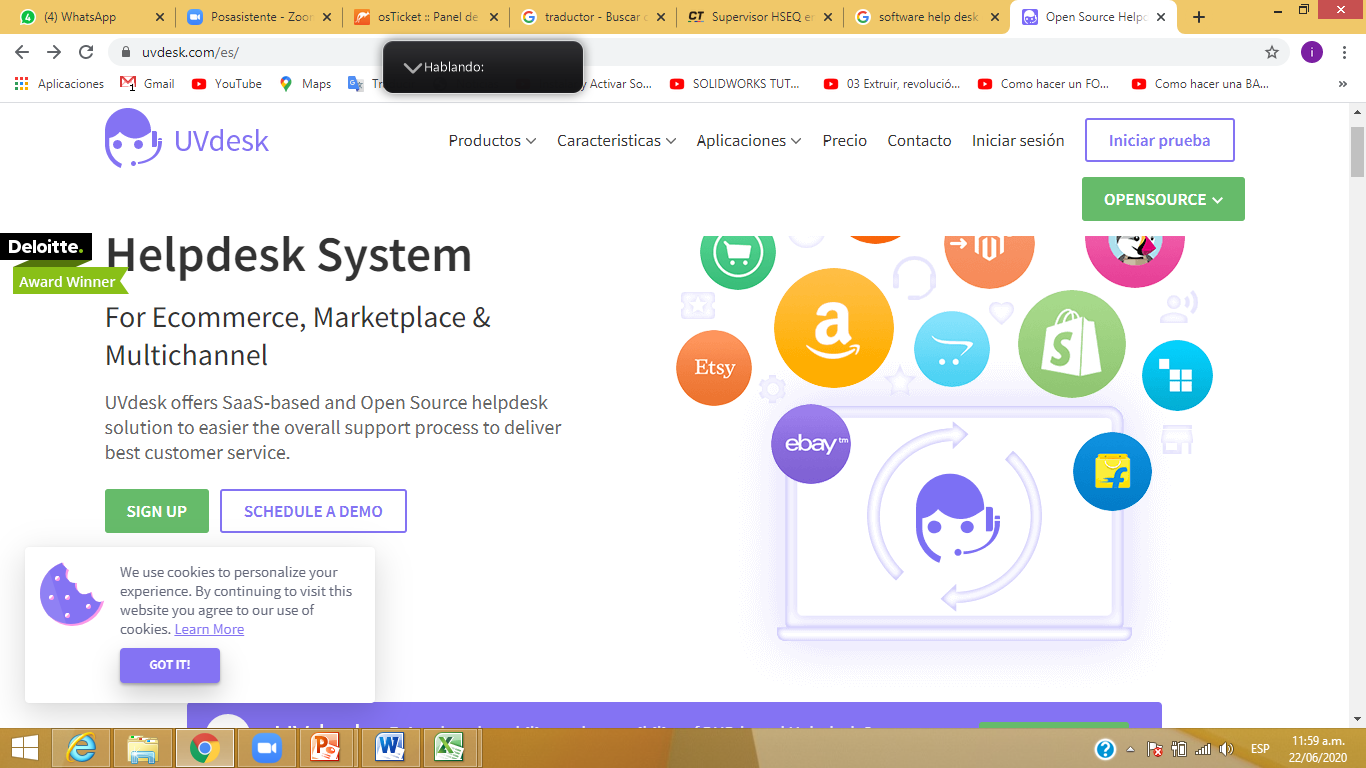 (4) WhatsApp
Posasistente - Zoom
osTicket :: Panel de
traductor - Buscar
Supervisor HSEQ en
software help desk
Open Source Helpd
uvdesk.com/es/
i
Hablando:
Aplicaciones
Gmail
YouTube
Maps
y Activar So...
SOLIDWORKS TUT...
03 Extruir, revolució...
Como hacer un FO...
Como hacer una BA...
»
UVdesk
Productos
Caracteristicas
Aplicaciones
Precio
Contacto
Iniciar sesión
Iniciar prueba
OPENSOURCE
Deloitte.
Award Winner
Helpdesk System
For Ecommerce, Marketplace &
Multichannel
UVdesk offers SaaS-based and Open Source helpdesk
solution to easier the overall support process to deliver
best customer service.
SIGN UP
SCHEDULE A DEMO
Etsy
ebay™
We use cookies to personalize your
experience. By continuing to visit this
website you agree to our use of
cookies. Learn More
GOT IT!
ESP
11:59 a.m.
22/06/2020